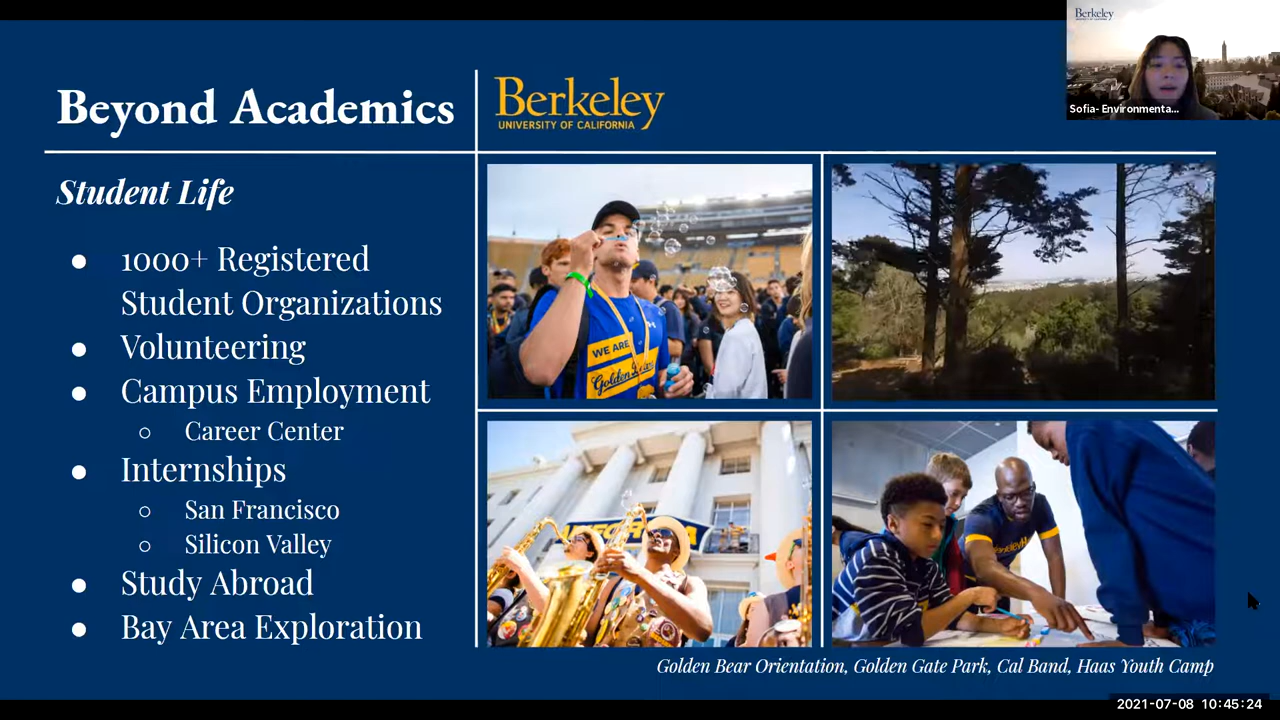 Berkeley
Sofia- Environmenta...
Beyond Academics
Berkeley
UNIVERSITY OF CALIFORNIA
Student Life
● 1000+ Registered
Student Organizations
● Volunteering
● Campus Employment
○ Career Center
● Internships
○ San Francisco
○ Silicon Valley
● Study Abroad
● Bay Area Exploration
WE ARE
Golden Bears
Golden Bear Orientation, Golden Gate Park, Cal Band, Haas Youth Camp
2021-07-08 10:45:24